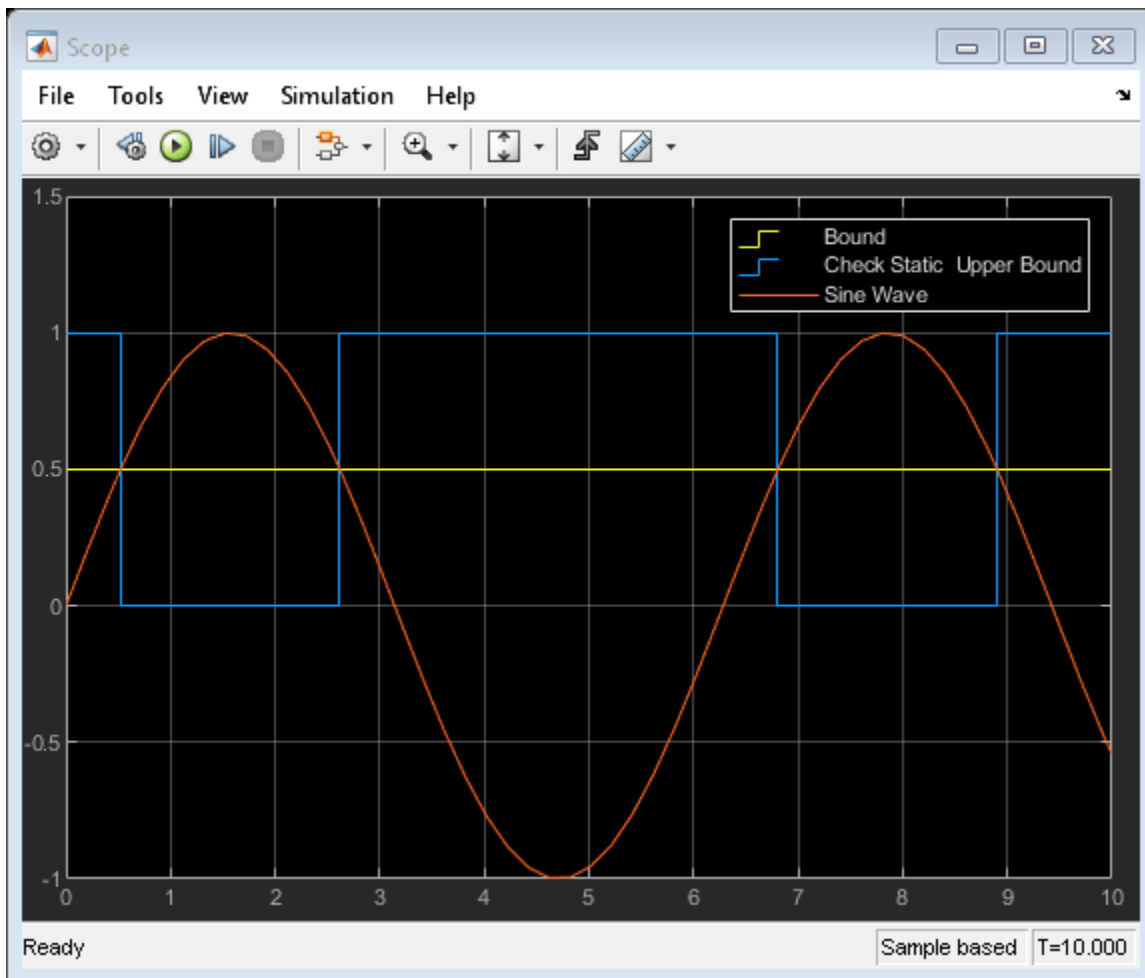 Scope
File Tools View Simulation Help
1.5
1
0.5
0
-0.5
-1
Bound
Check Static  Upper Bound
Sine Wave
0 1 2 3 4 5 6 7 8 9 10
Ready Sample based T=10.000